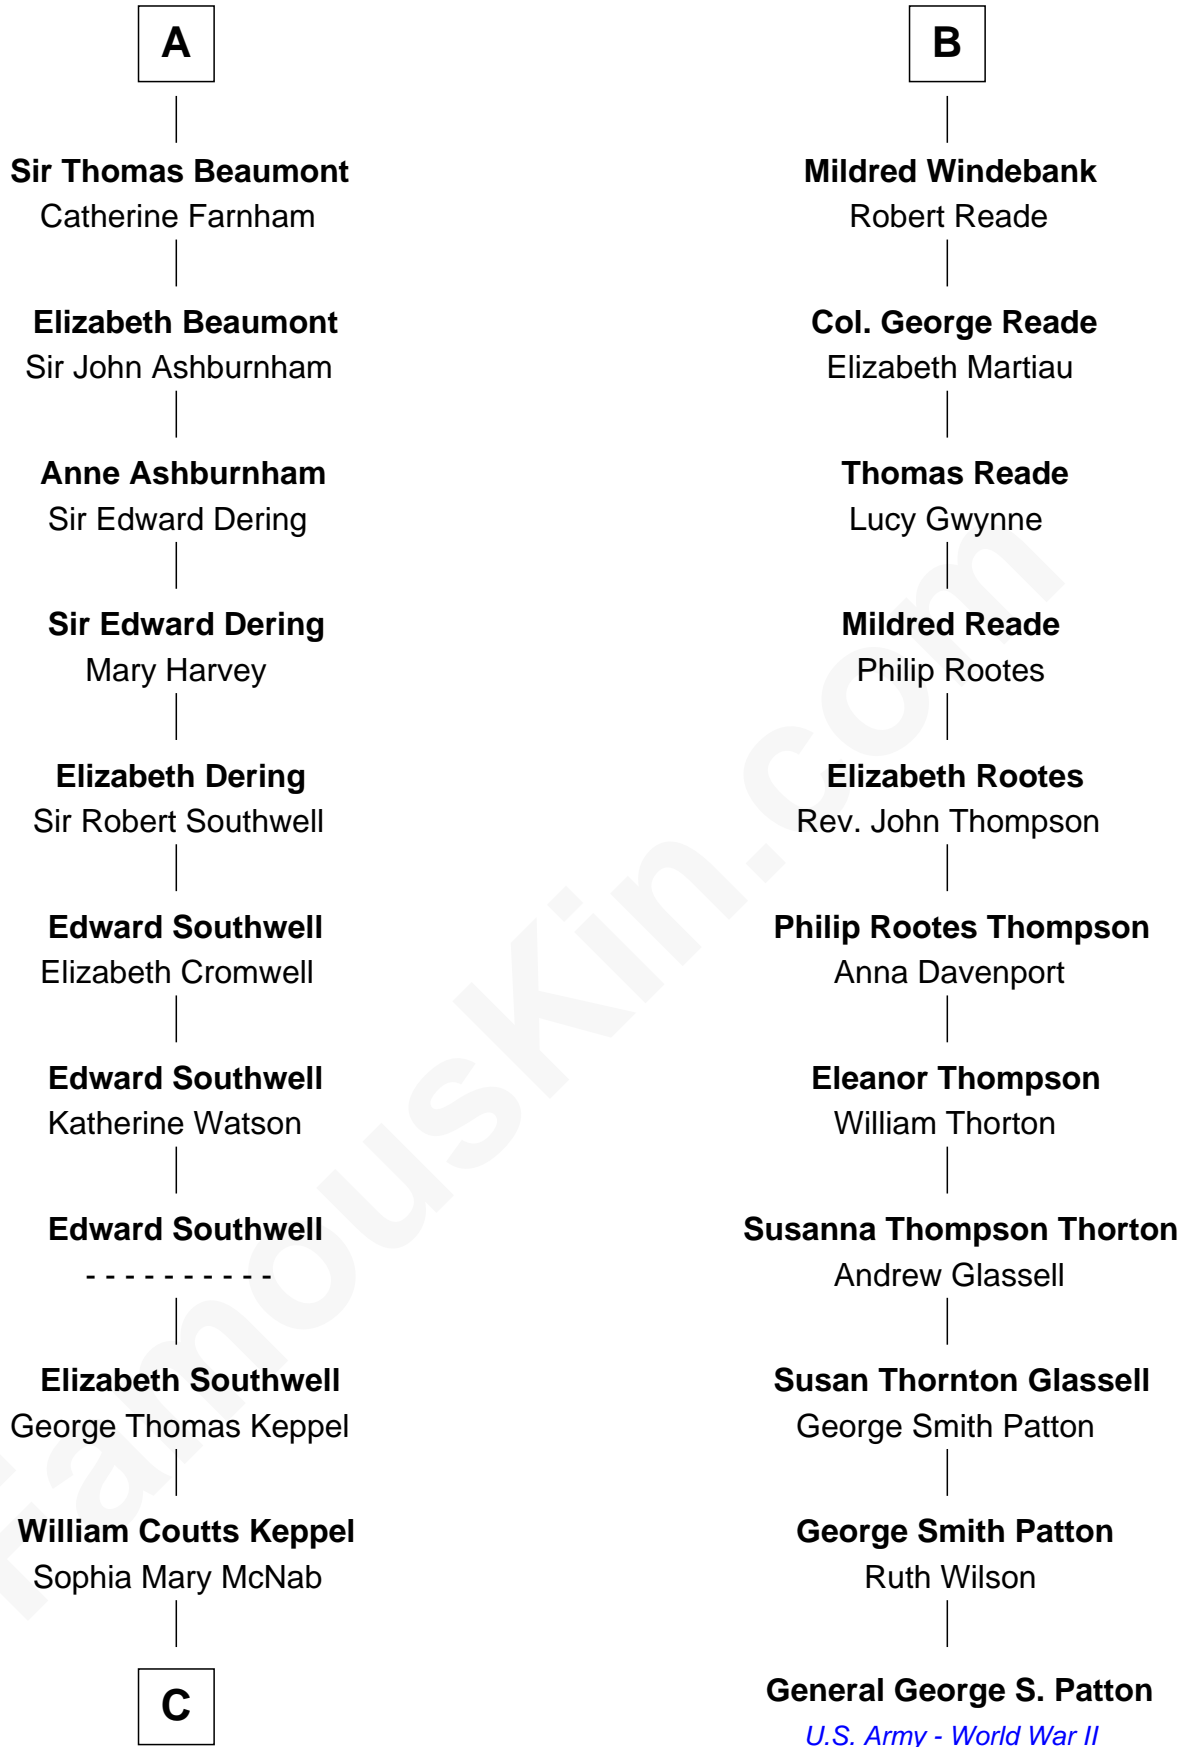 A
Sir Thomas Beaumont
Catherine Farnham
Elizabeth Beaumont
Sir John Ashburnham
Anne Ashburnham
Sir Edward Dering
Sir Edward Dering
Mary Harvey
Elizabeth Dering
Sir Robert Southwell
Edward Southwell
Elizabeth Cromwell
Edward Southwell
Katherine Watson
Edward Southwell
- - - - - - - - - -
Elizabeth Southwell
George Thomas Keppel
William Coutts Keppel
Sophia Mary McNab
C
B
Mildred Windebank
Robert Reade
Col. George Reade
Elizabeth Martiau
Thomas Reade
Lucy Gwynne
Mildred Reade
Philip Rootes
Elizabeth Rootes
Rev. John Thompson
Philip Rootes Thompson
Anna Davenport
Eleanor Thompson
William Thorton
Susanna Thompson Thorton
Andrew Glassell
Susan Thornton Glassell
George Smith Patton
George Smith Patton
Ruth Wilson
General George S. Patton
U.S. Army - World War II
FamousKin.com